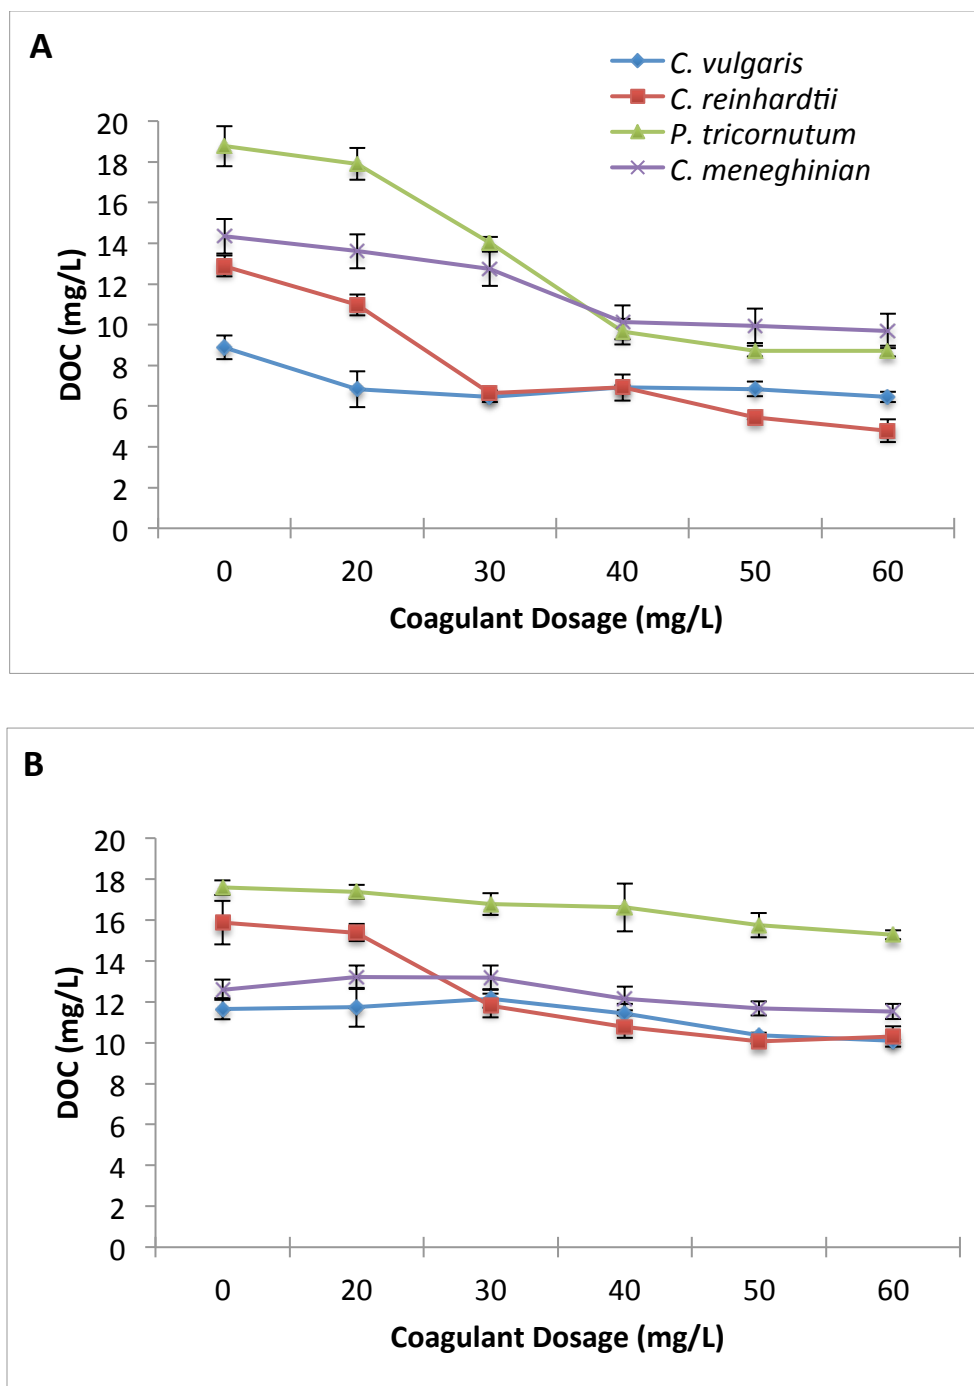 A
C. vulgaris
C. reinhardtii
P. tricornutum
C. meneghinian
20
18
16
14
12
10
8
6
4
2
0
DOC (mg/L)
0 20 30 40 50 60
Coagulant Dosage (mg/L)
B
20
18
16
14
12
10
8
6
4
2
0
DOC (mg/L)
0 20 30 40 50 60
Coagulant Dosage (mg/L)